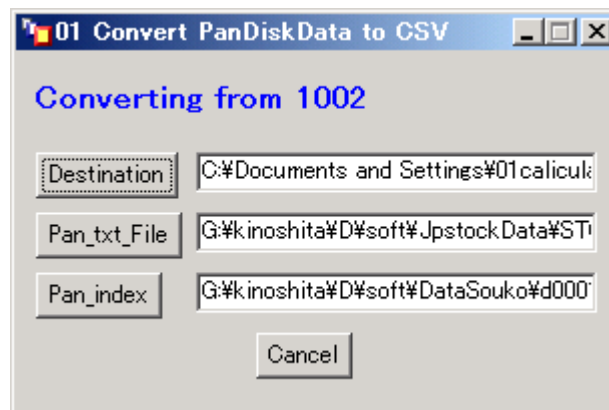 01 Convert PanDiskData to CSV
Converting from 1002
Destination C:¥Documents and Settings¥01calicula
Pan_txt_File G:¥kinoshita¥D¥soft¥JpstockData¥ST
Pan_index G:¥kinoshita¥D¥soft¥DataSouko¥d000
Cancel